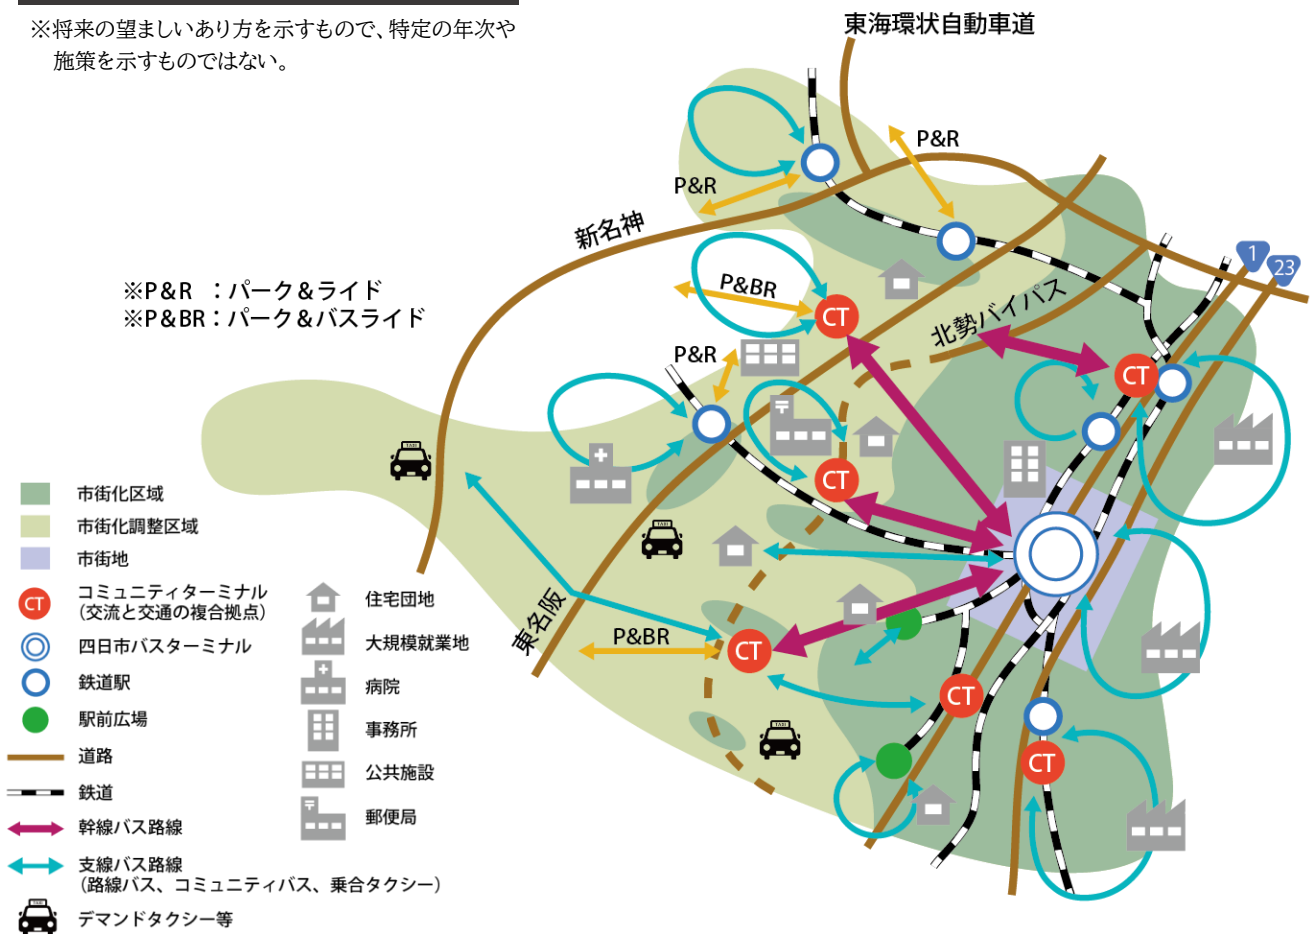 ※将来の望ましいあり方を示すもので、特定の年次や
施策を示すものではない。
東海環状自動車道
P&R
P&R
新名神
1
23
P&BR
CT
※P&R ：パーク＆ライド
※P&BR：パーク＆バスライド
北勢バイパス
P&R
CT
〒
CT
TAXI
TAXI
東名阪
P&BR
CT
CT
TAXI
CT
市街化区域
市街化調整区域
市街地
CT
コミュニティターミナル
（交流と交通の複合拠点）
四日市バスターミナル
鉄道駅
駅前広場
道路
鉄道
幹線バス路線
支線バス路線
（路線バス、コミュニティバス、乗合タクシー）
TAXI
デマンドタクシー等
住宅団地
大規模就業地
病院
事務所
公共施設
〒
郵便局